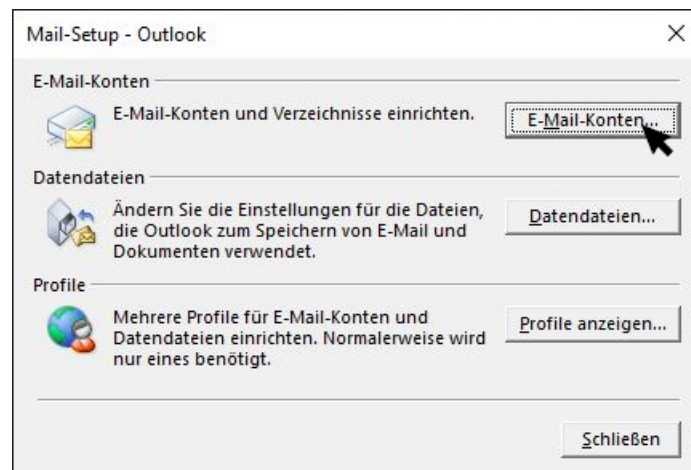 Mail-Setup - Outlook
E-Mail-Konten
E-Mail-Konten und Verzeichnisse einrichten.
E-Mail-Konten...
Datendateien
Ändern Sie die Einstellungen für die Dateien,
die Outlook zum Speichern von E-Mail und
Dokumenten verwendet.
Datendateien...
Profile
Mehrere Profile für E-Mail-Konten und
Datendateien einrichten. Normalerweise wird
nur eines benötigt.
Profile anzeigen...
Schließen